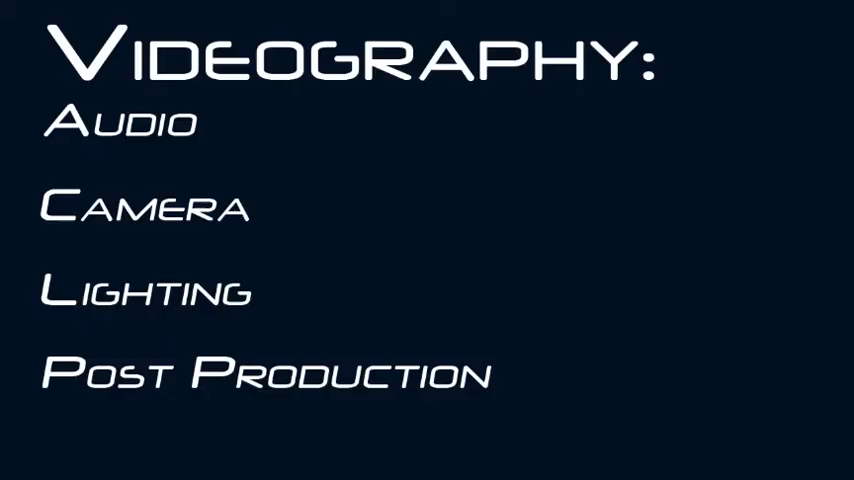 Videography:
Audio
Camera
Lighting
Post Production